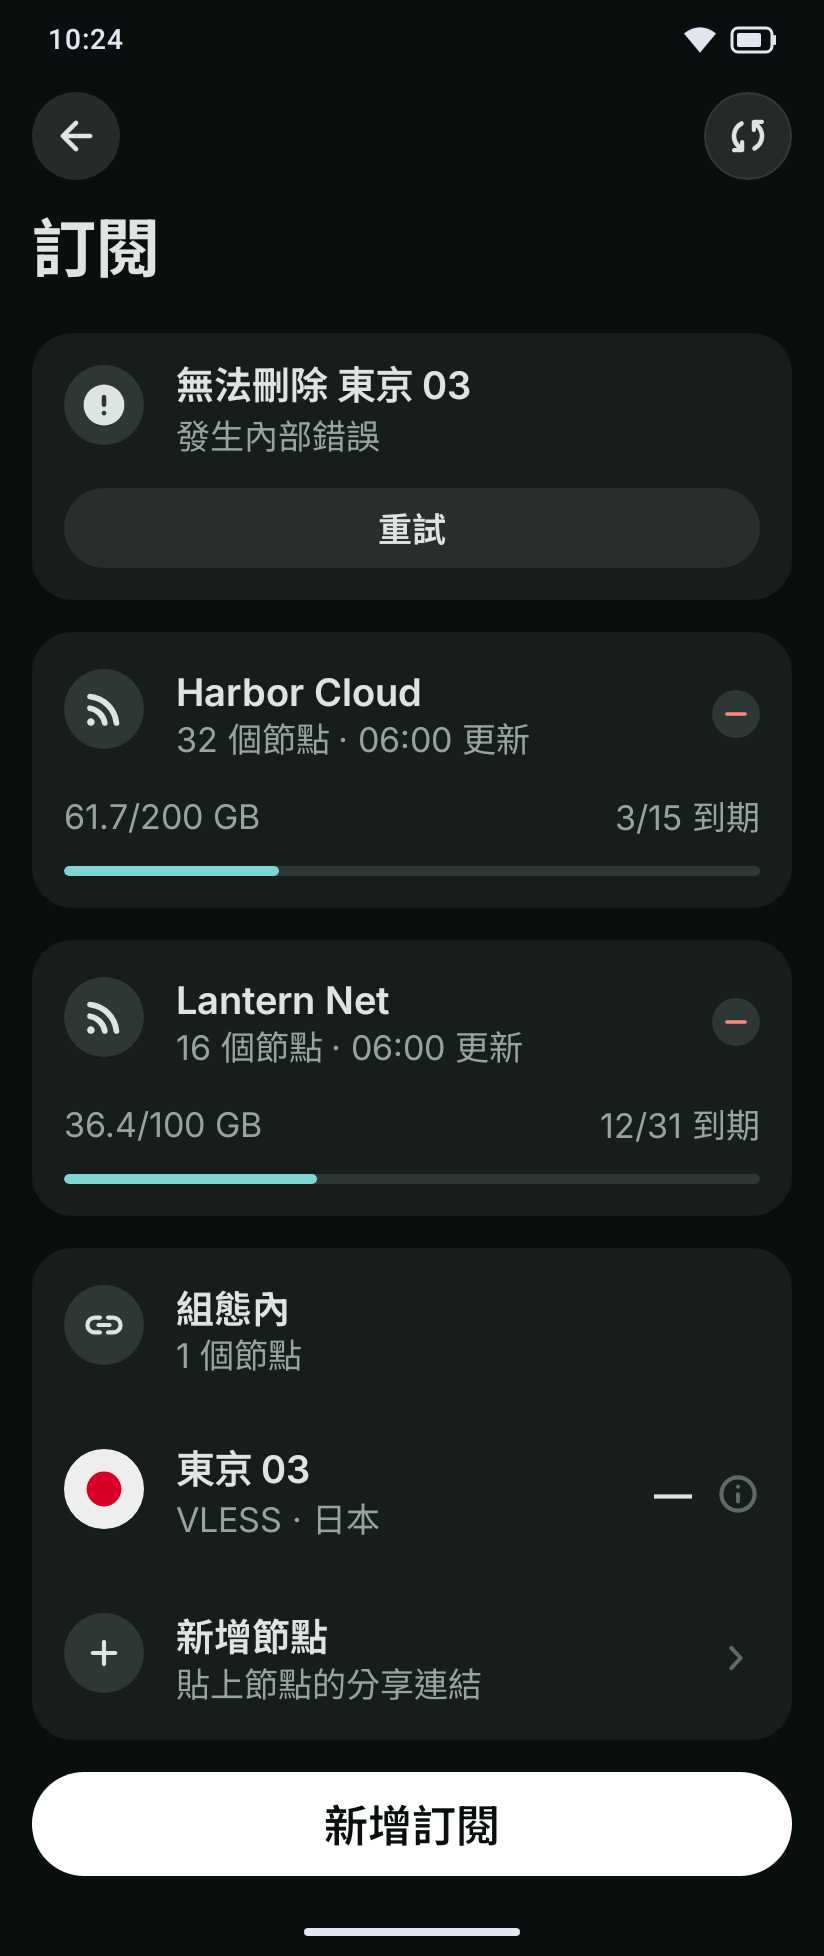 10:24
訂閱
無法刪除 東京 03
發生內部錯誤
重試
Harbor Cloud
32 個節點 · 06:00 更新
61.7/200 GB
3/15 到期
Lantern Net
16 個節點 · 06:00 更新
36.4/100 GB
12/31 到期
組態內
1 個節點
東京 03
VLESS · 日本
—
新增節點
貼上節點的分享連結
新增訂閱